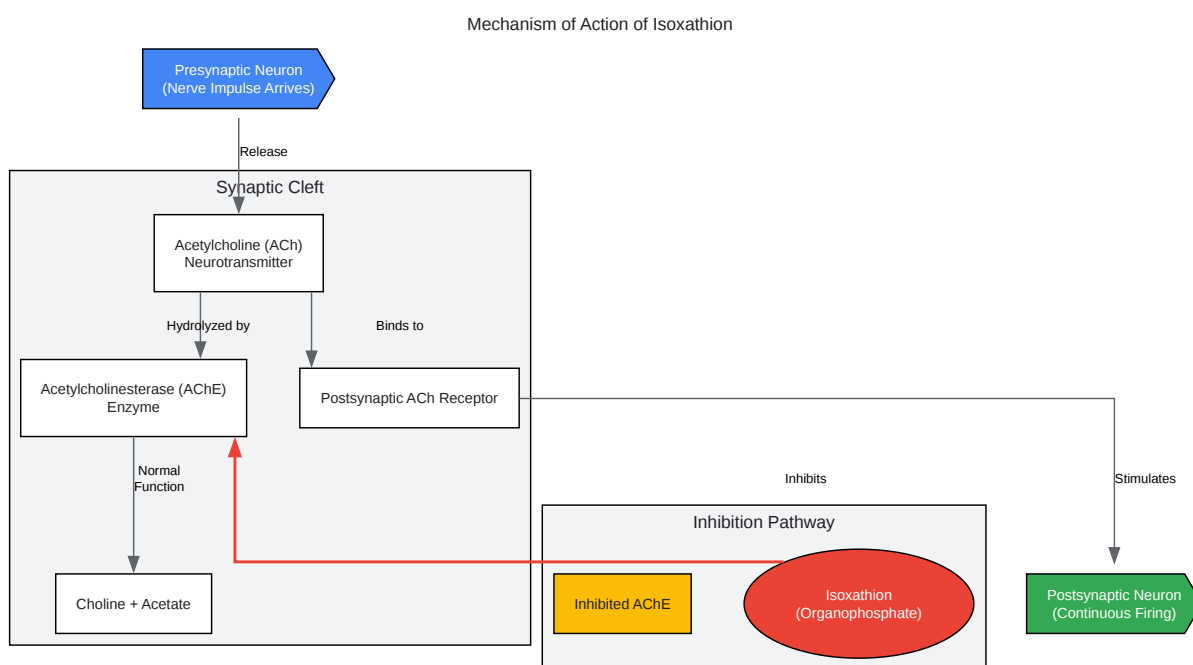 Mechanism of Action of Isoxathion
Presynaptic Neuron
(Nerve Impulse Arrives)
Release
Synaptic Cleft
Acetylcholine (ACh)
Neurotransmitter
Hydrolyzed by
Binds to
Acetylcholinesterase (AChE)
Enzyme
Postsynaptic ACh Receptor
Normal
Function
Inhibits
Stimulates
Inhibition Pathway
Choline + Acetate
Inhibited AChE
Isoxathion
(Organophosphate)
Postsynaptic Neuron
(Continuous Firing)